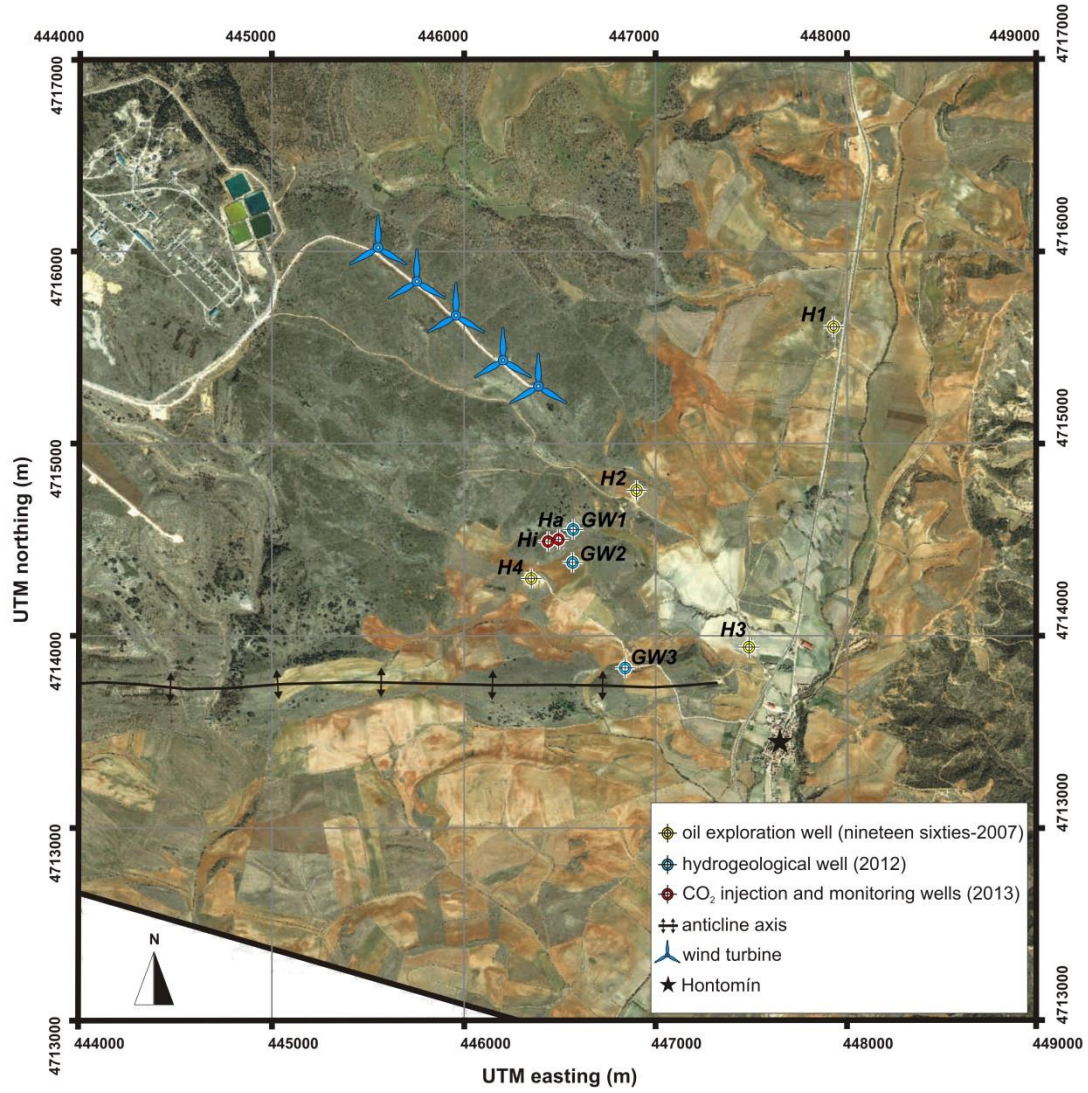 444000 445000 446000 447000 448000 449000
4717000 4717000
4716000 4716000
H1
4715000 4715000
UTM northing (m)
H2
Ha GW1
Hi
GW2
H4
4714000 4714000
H3
GW3
4713000 4713000
oil exploration well (nineteen sixties-2007)
hydrogeological well (2012)
CO₂ injection and monitoring wells (2013)
anticline axis
N
wind turbine
Hontomín
4713000 4713000
444000 445000 446000 447000 448000 449000
UTM easting (m)